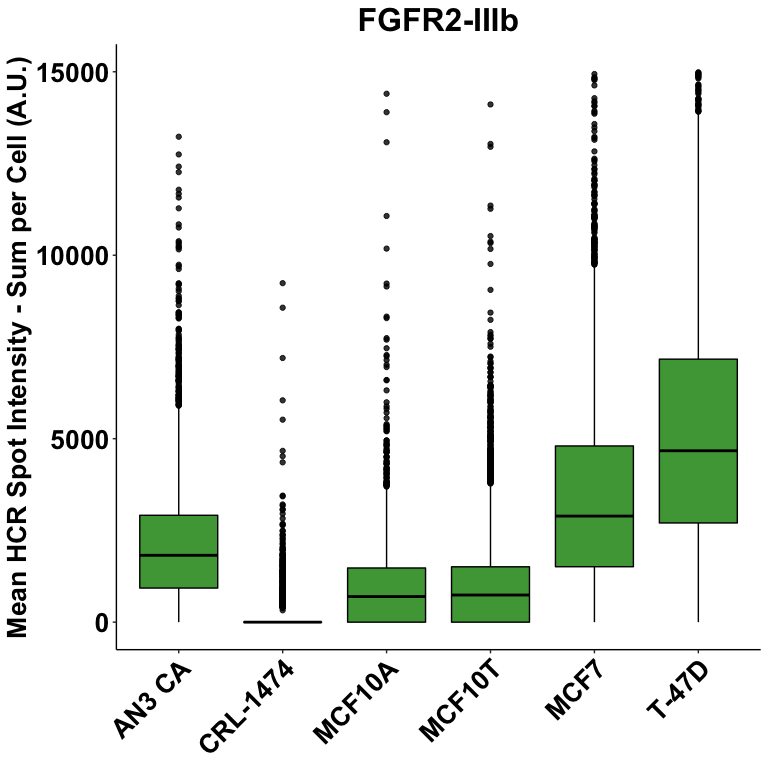 FGFR2-IIIb
Mean HCR Spot Intensity - Sum per Cell (A.U.)
15000
10000
5000
0
AN3 CA
CRL-1474
MCF10A
MCF10T
MCF7
T-47D